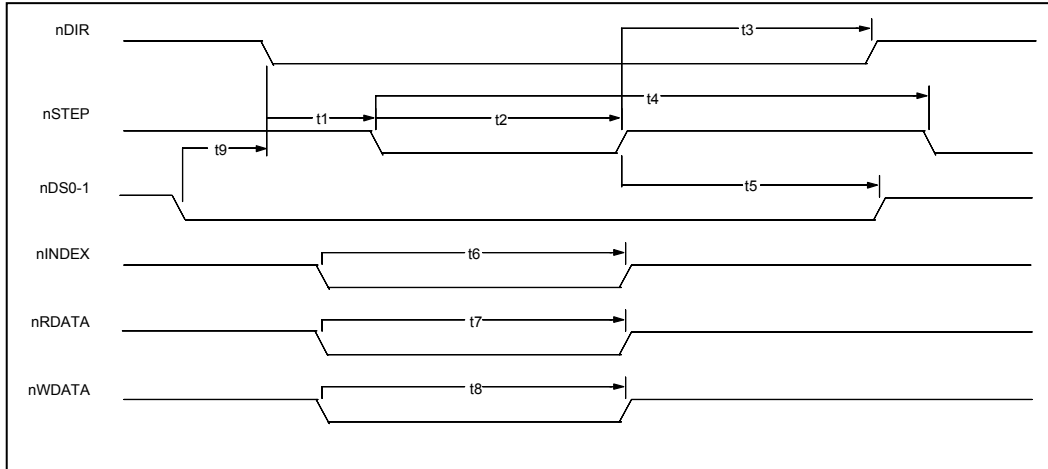 nDIR
t3
t4
nSTEP
t1
t2
t9
nDS0-1
t5
nINDEX
t6
nRDATA
t7
nWDATA
t8